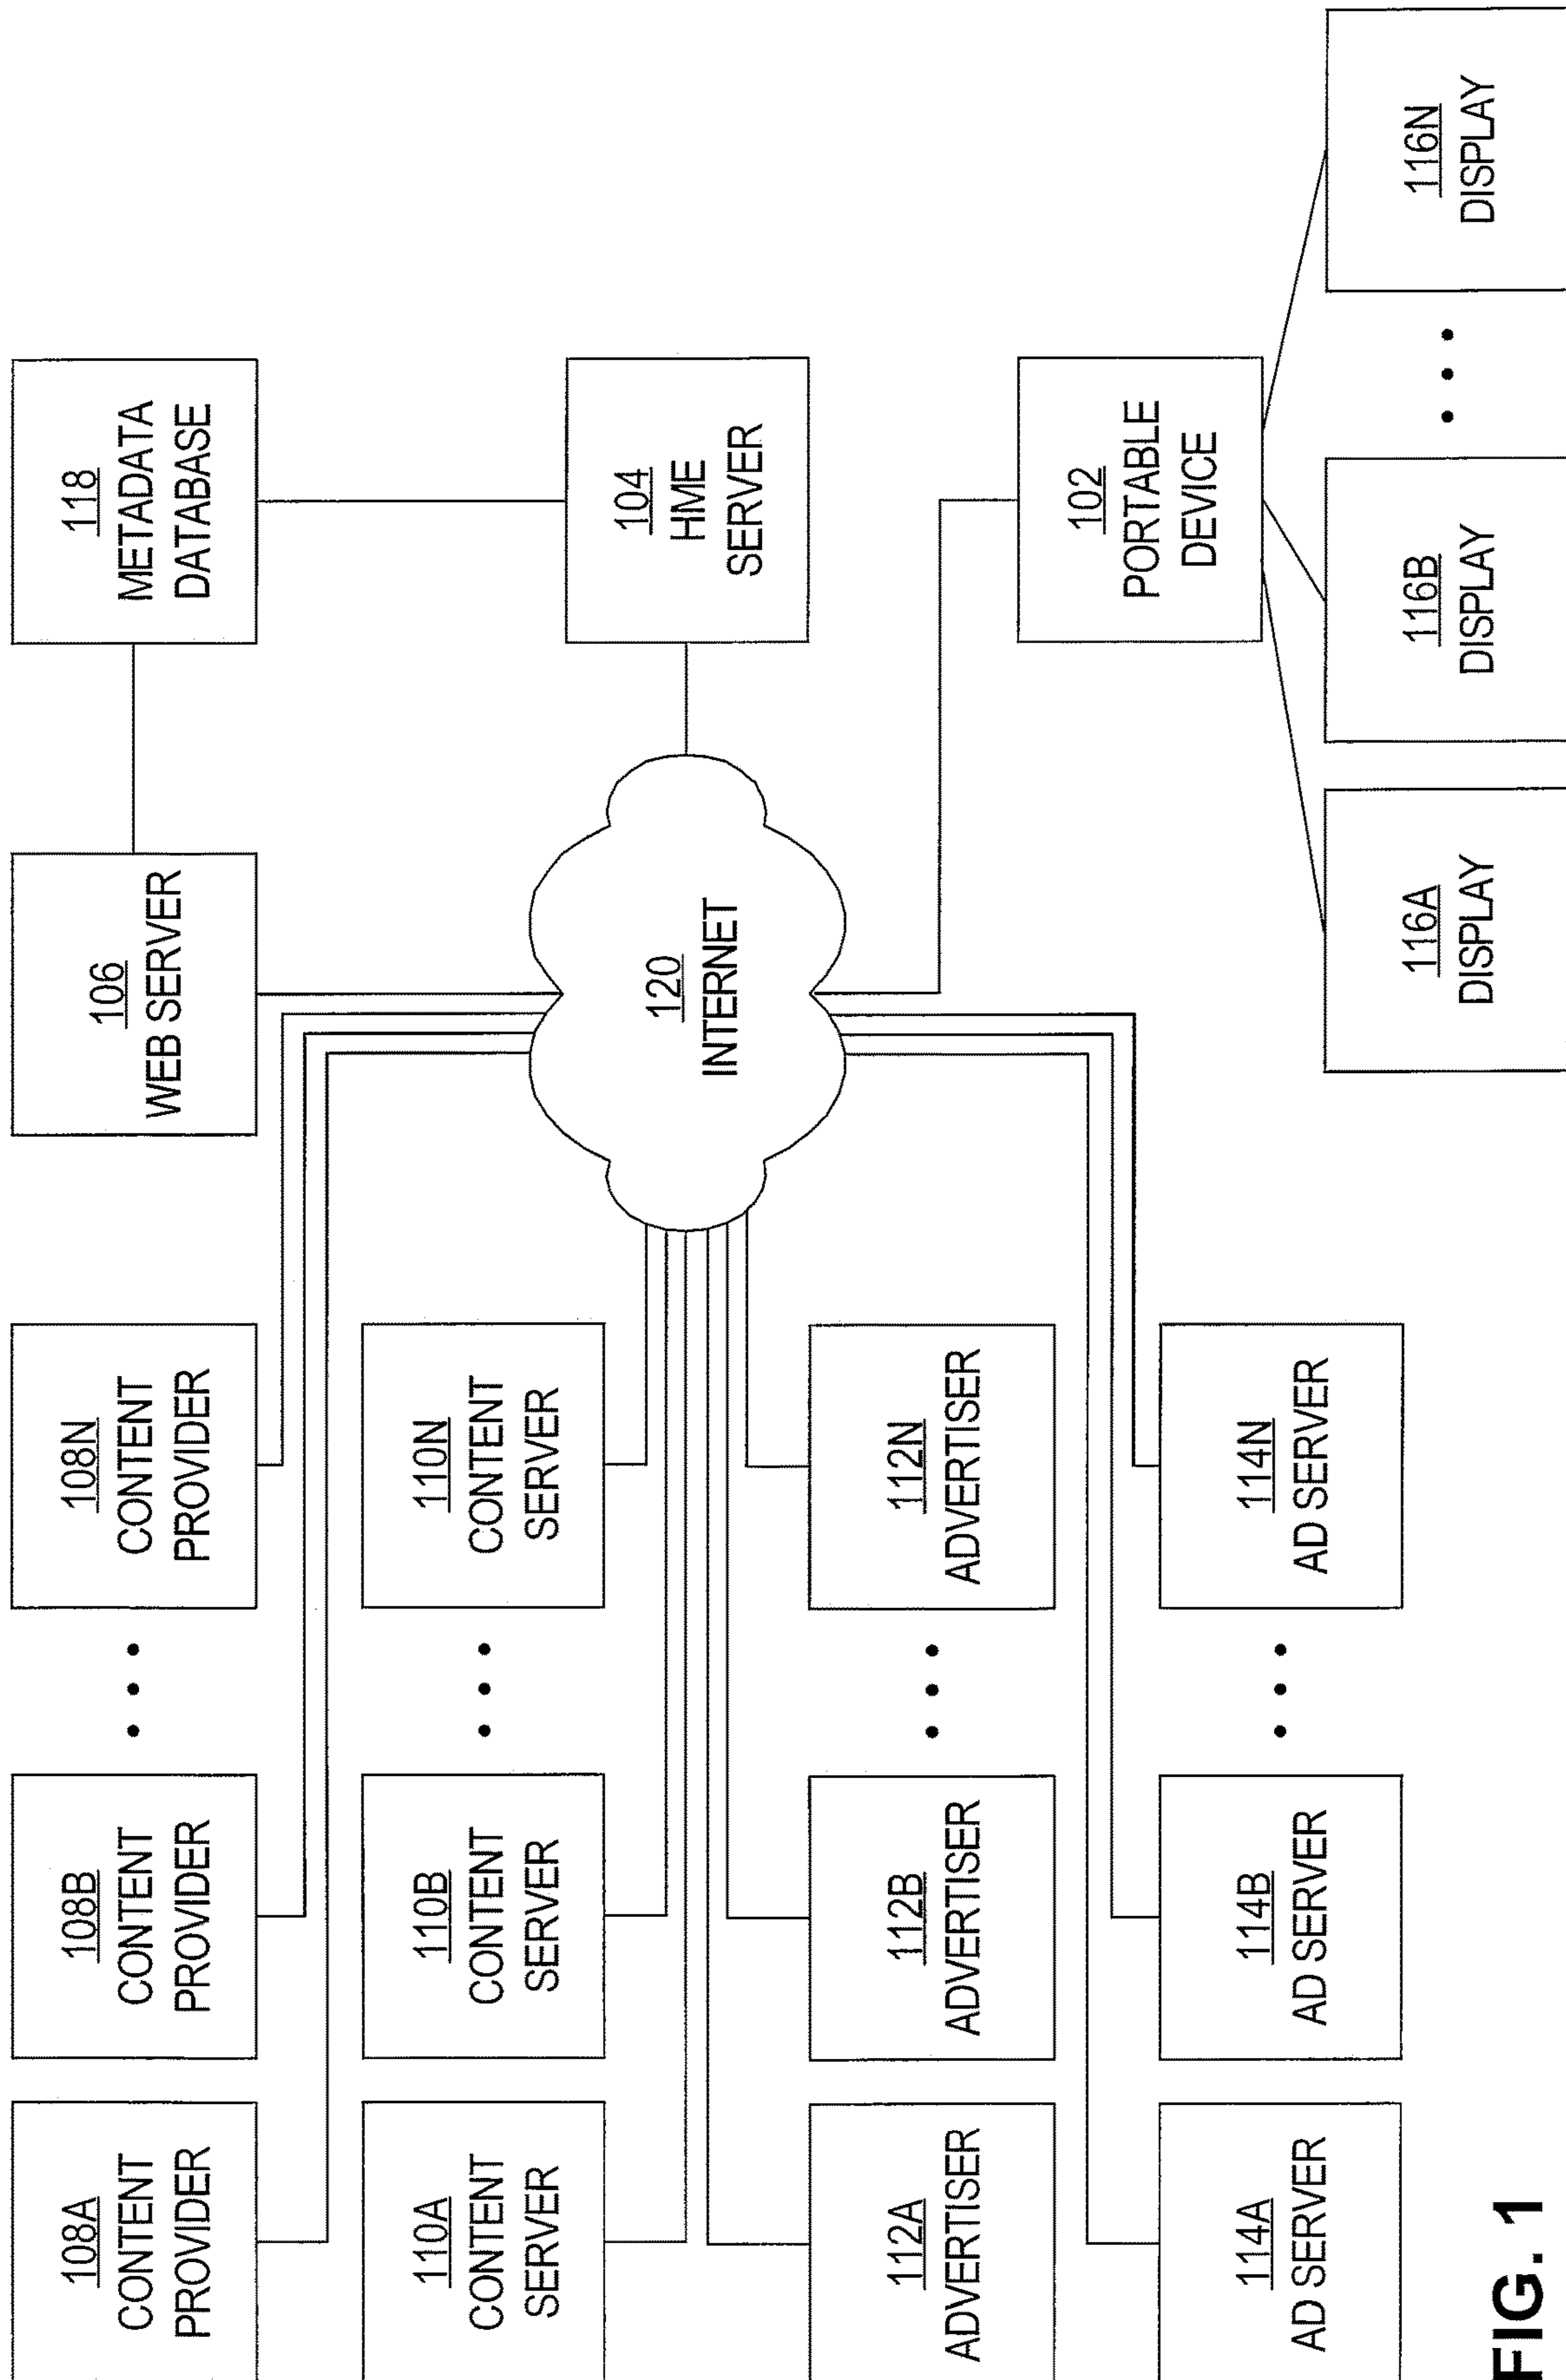 108A
CONTENT
PROVIDER
108B
CONTENT
PROVIDER
• • •
108N
CONTENT
PROVIDER
106
WEB SERVER
118
METADATA
DATABASE
110A
CONTENT
SERVER
110B
CONTENT
SERVER
• • •
110N
CONTENT
SERVER
120
INTERNET
104
HME
SERVER
112A
ADVERTISER
112B
ADVERTISER
• • •
112N
ADVERTISER
102
PORTABLE
DEVICE
114A
AD SERVER
114B
AD SERVER
• • •
114N
AD SERVER
116A
DISPLAY
116B
DISPLAY
• • •
116N
DISPLAY
FIG. 1